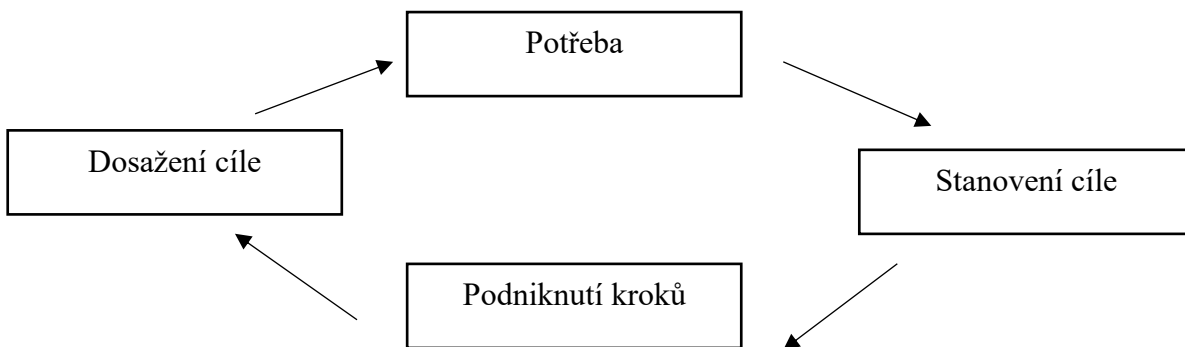 Potřeba
Dosažení cíle
Stanovení cíle
Podniknutí kroků